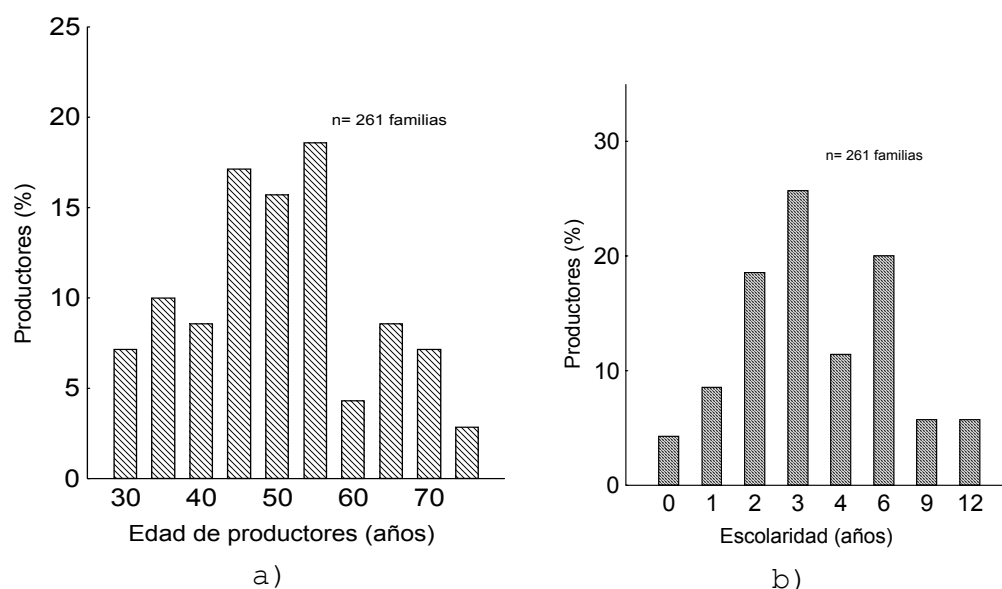 25
20
15
10
5
0
Productores (%)
n= 261 familias
30 40 50 60 70
Edad de productores (años)
a)
30
20
10
0
Productores (%)
n= 261 familias
0 1 2 3 4 6 9 12
Escolaridad (años)
b)